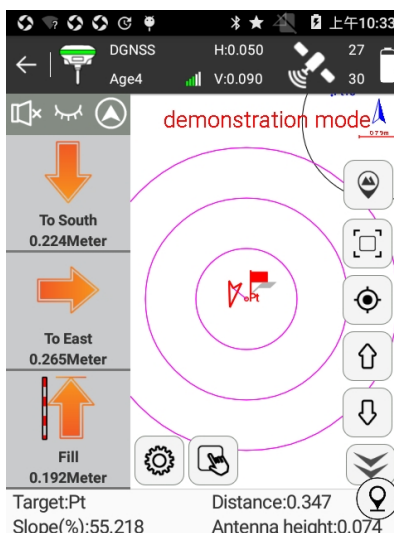 上午10:33
DGNSS H:0.050 27
Age4 V:0.090 30
demonstration mode
0.79m
To South
0.224Meter
Pt
To East
0.265Meter
Fill
0.192Meter
Target:Pt Distance:0.347
Slope(%):55.218 Antenna height:0.074